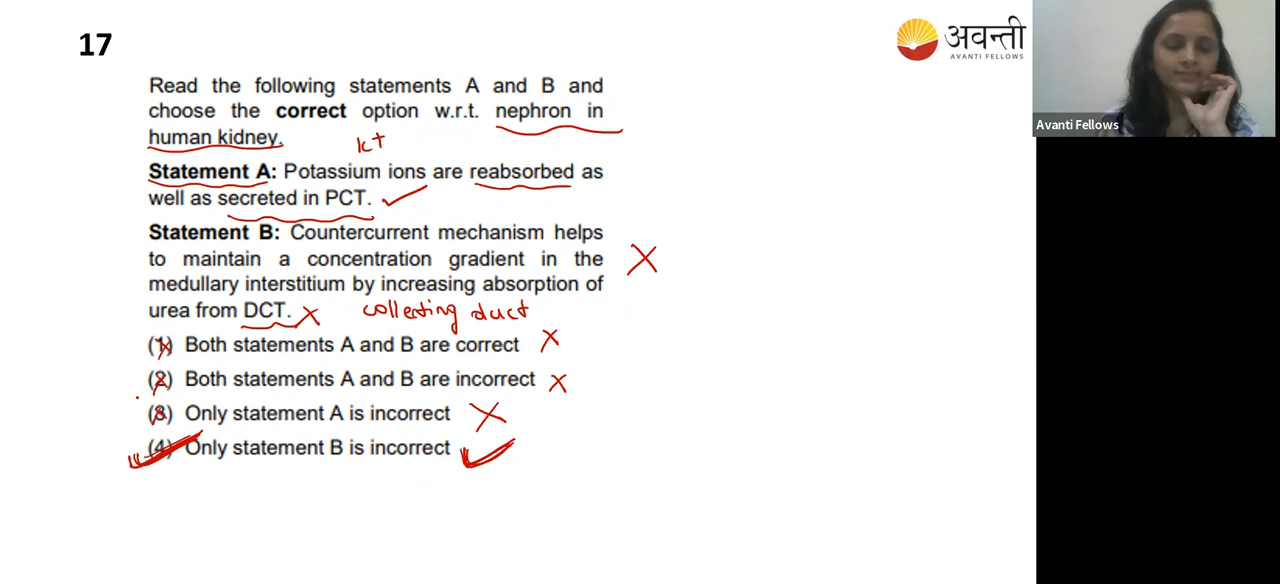 17
अवन्ती
AVANTI FELLOWS
Read the following statements A and B and
choose the correct option w.r.t. nephron in
human kidney.
K+
Statement A: Potassium ions are reabsorbed as
well as secreted in PCT.
Statement B: Countercurrent mechanism helps
to maintain a concentration gradient in the
medullary interstitium by increasing absorption of
urea from DCT. collecting duct
(1) Both statements A and B are correct
(2) Both statements A and B are incorrect
(3) Only statement A is incorrect
(4) Only statement B is incorrect
Avanti Fellows